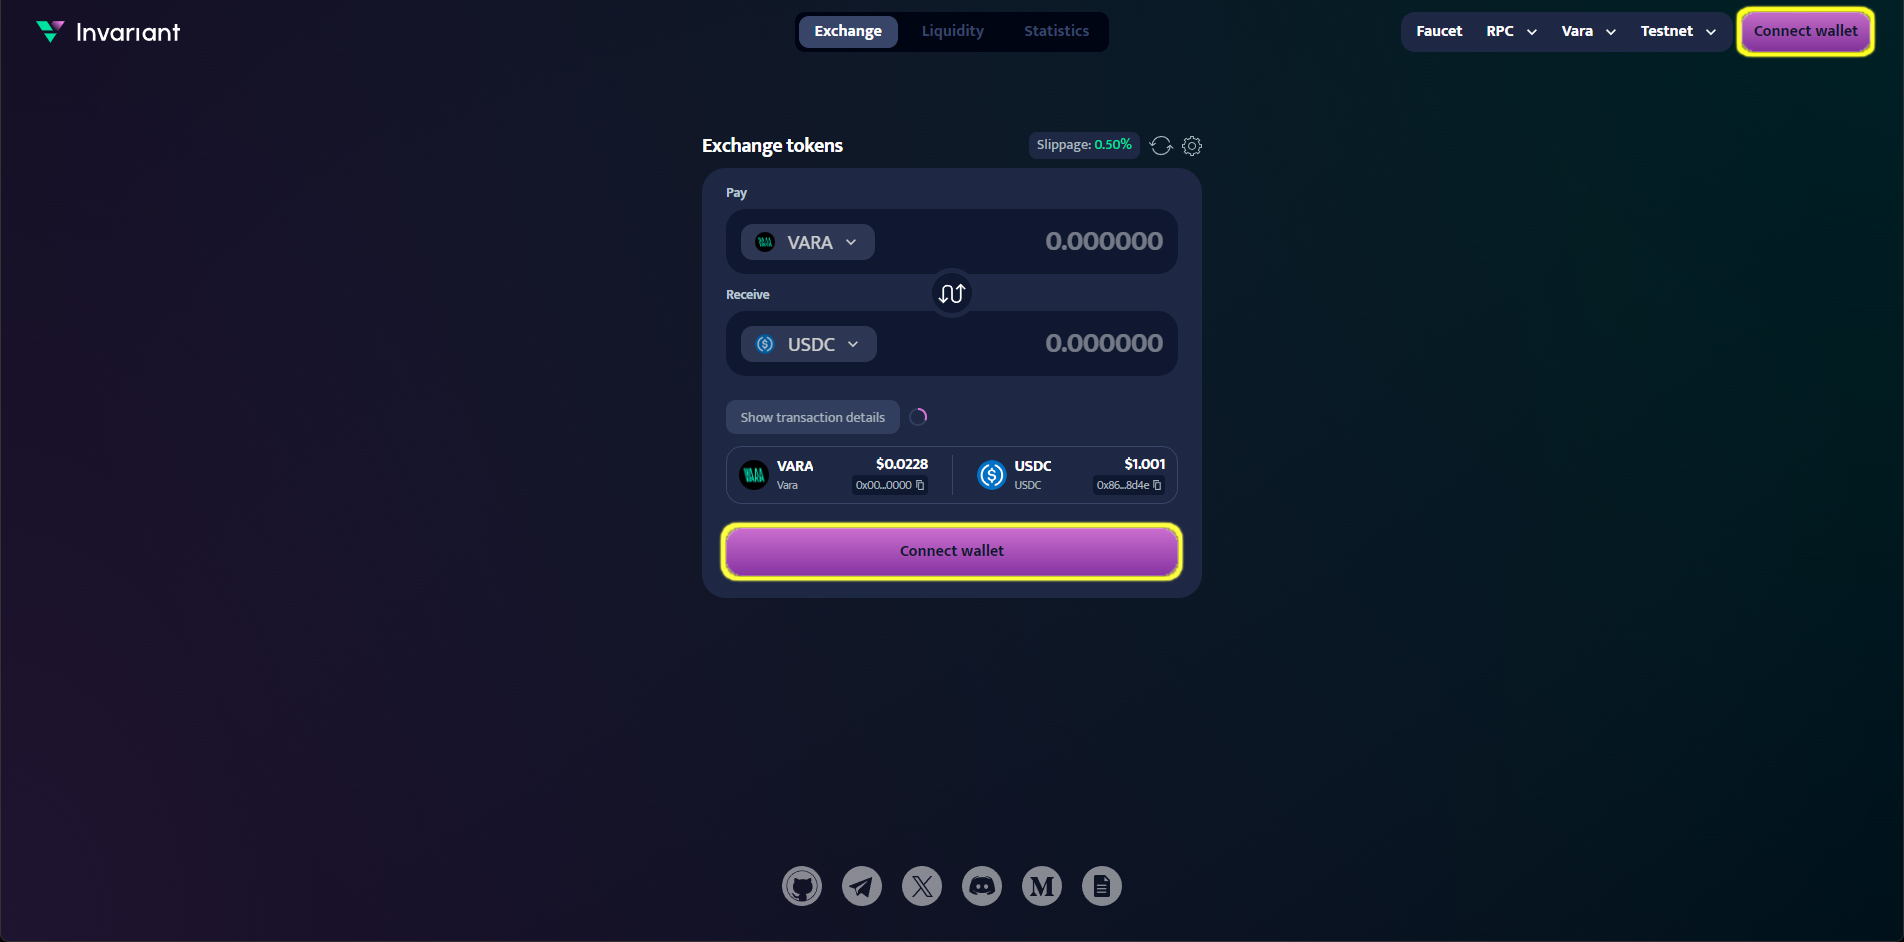 Invariant
Exchange Liquidity Statistics
Faucet RPC Vara Testnet Connect wallet
Exchange tokens
Slippage: 0.50%
Pay
VARA 0.000000
Receive
USDC 0.000000
Show transaction details
VARA $0.0228
Vara 0x00...0000
USDC $1.001
USDC 0x86...8d4e
Connect wallet